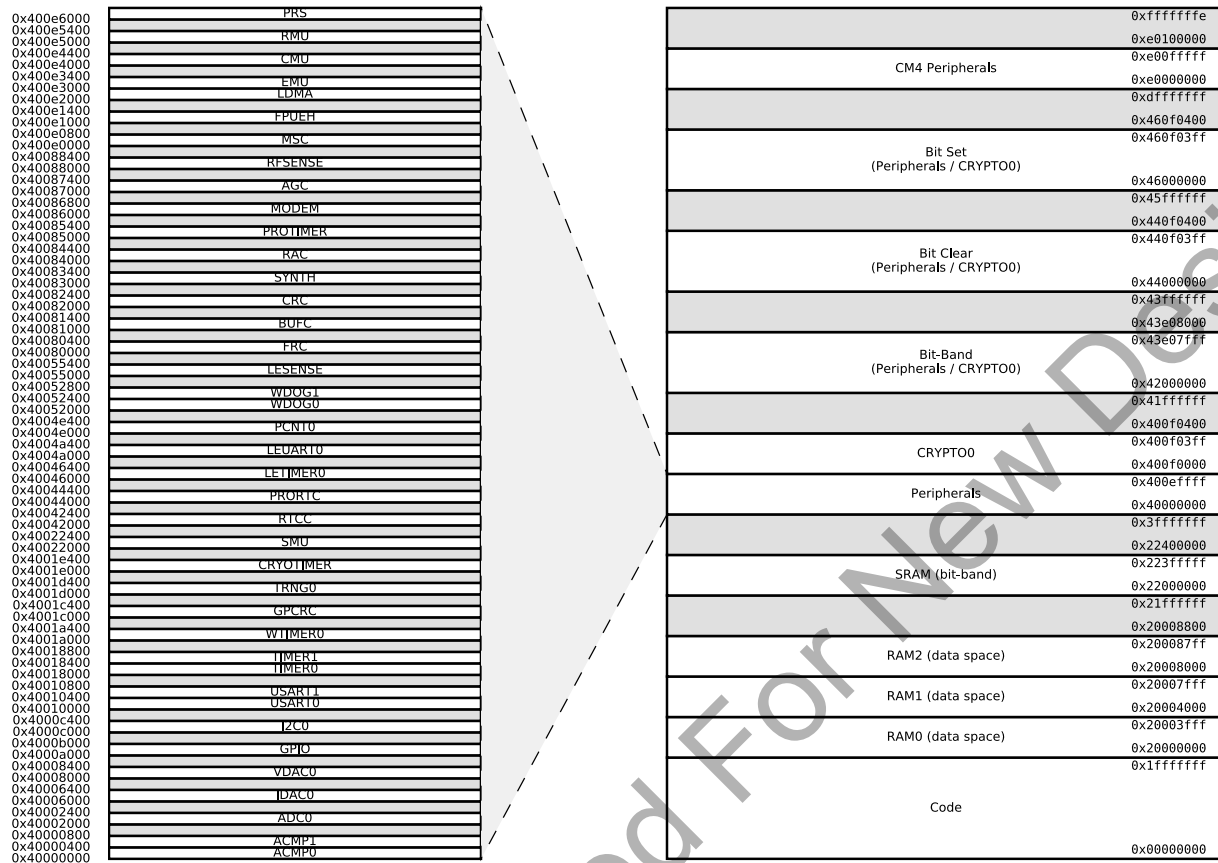 0x400e6000
PRS
0x400e5400
0x400e5000
RMU
0x400e4400
0x400e4000
CMU
0x400e3400
0x400e3000
EMU
0x400e2000
LDMA
0x400e1400
0x400e1000
FPUEH
0x400e0800
0x400e0000
MSC
0x40088400
0x40088000
RFSENSE
0x40087400
0x40087000
AGC
0x40086800
0x40086000
MODEM
0x40085400
0x40085000
PROTIMER
0x40084400
0x40084000
RAC
0x40083400
0x40083000
SYNTH
0x40082400
0x40082000
CRC
0x40081400
0x40081000
BUFC
0x40080400
0x40080000
FRC
0x40055400
0x40055000
LESENSE
0x40052800
0x40052400
WDOG1
0x40052000
WDOG0
0x4004e400
0x4004e000
PCNT0
0x4004a400
0x4004a000
LEUART0
0x40046400
0x40046000
LETIMER0
0x40044400
0x40044000
PRORTC
0x40042400
0x40042000
RTCC
0x40022400
0x40022000
SMU
0x4001e400
0x4001e000
CRYOTIMER
0x4001d400
0x4001d000
TRNG0
0x4001c400
0x4001c000
GPCRC
0x4001a400
0x4001a000
WTIMER0
0x40018800
0x40018400
TIMER1
0x40018000
TIMER0
0x40010800
0x40010400
USART1
0x40010000
USART0
0x4000c400
0x4000c000
I2C0
0x4000b000
0x4000a000
GPIO
0x40008400
0x40008000
VDAC0
0x40006400
0x40006000
IDAC0
0x40002400
0x40002000
ADC0
0x40000800
0x40000400
ACMP1
0x40000000
ACMP0
0xfffffffe
0xe0100000
0xe00fffff
CM4 Peripherals
0xe0000000
0xdfffffff
0x460f0400
0x460f03ff
Bit Set
(Peripherals / CRYPTO0)
0x46000000
0x45ffffff
0x440f0400
0x440f03ff
Bit Clear
(Peripherals / CRYPTO0)
0x44000000
0x43ffffff
0x43e08000
0x43e07fff
Bit-Band
(Peripherals / CRYPTO0)
0x42000000
0x41ffffff
0x400f0400
0x400f03ff
CRYPTO0
0x400f0000
0x400effff
Peripherals
0x40000000
0x3fffffff
0x22400000
0x223fffff
SRAM (bit-band)
0x22000000
0x21ffffff
0x20008800
0x200087ff
RAM2 (data space)
0x20008000
0x20007fff
RAM1 (data space)
0x20004000
0x20003fff
RAM0 (data space)
0x20000000
0x1fffffff
Code
0x00000000
ed For New Desi